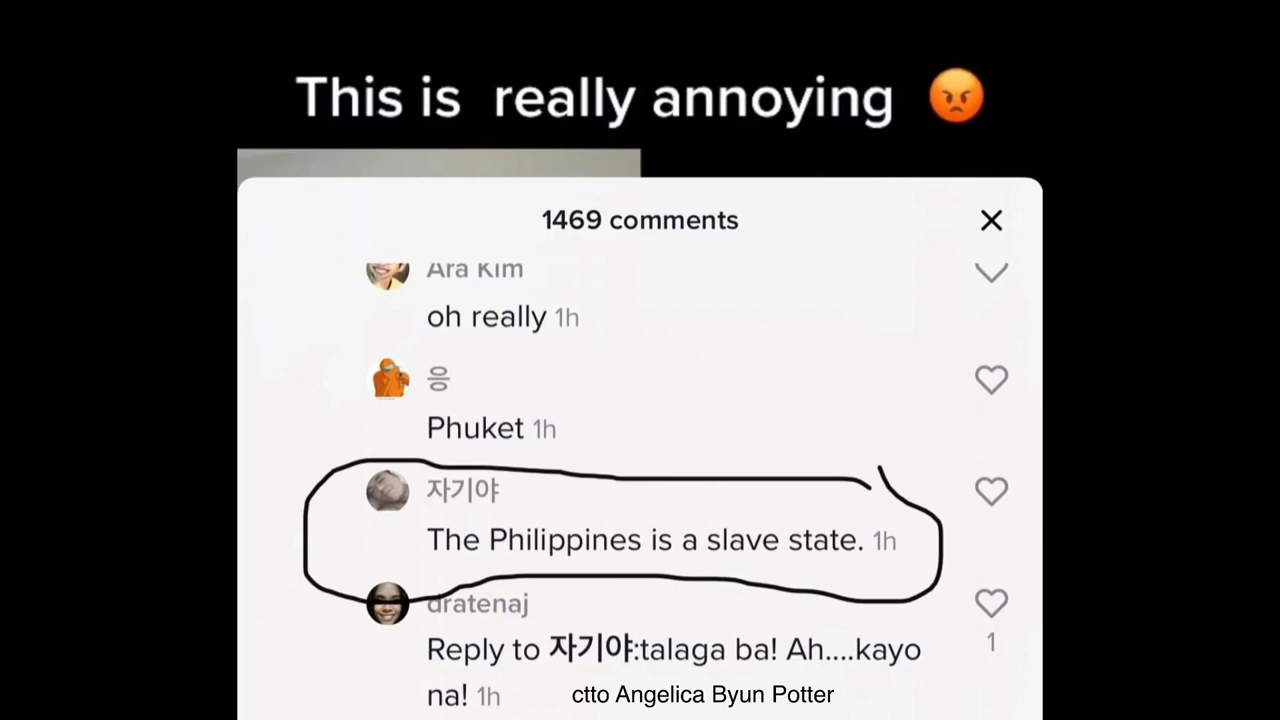 This is really annoying 😡
1469 comments
Ara Kim
oh really 1h
응
Phuket 1h
자기야
The Philippines is a slave state. 1h
dratenaj
Reply to 자기야:talaga ba! Ah....kayo
1
na! 1h
ctto Angelica Byun Potter